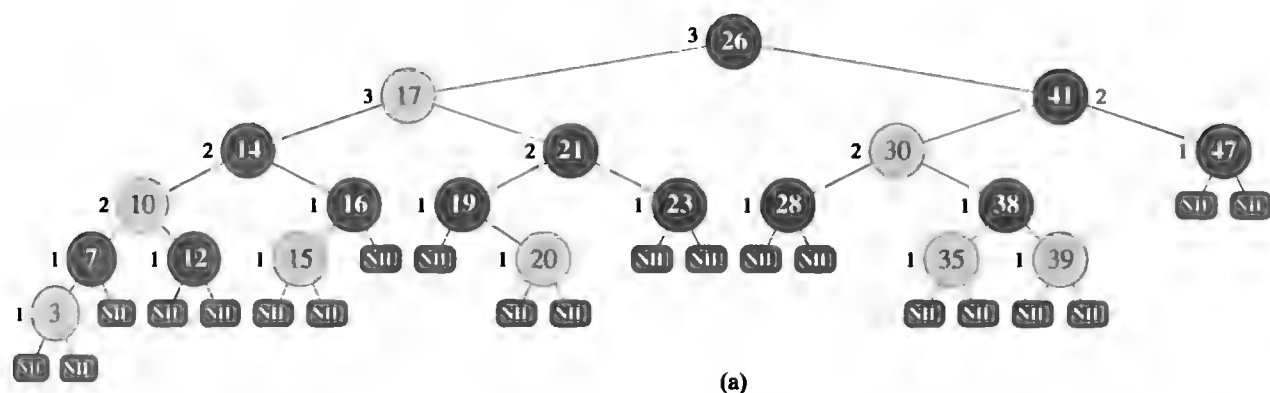 3 26
3 17 41 2
2 14 2 21 2 30 1 47
NIL NIL
2 10 1 16 1 19 1 23 1 28 1 38
1 7 1 12 1 15 NIL NIL 1 20 NIL NIL NIL NIL 1 35 1 39
1 3 NIL NIL NIL NIL NIL NIL NIL NIL NIL NIL NIL NIL
NIL NIL
(a)